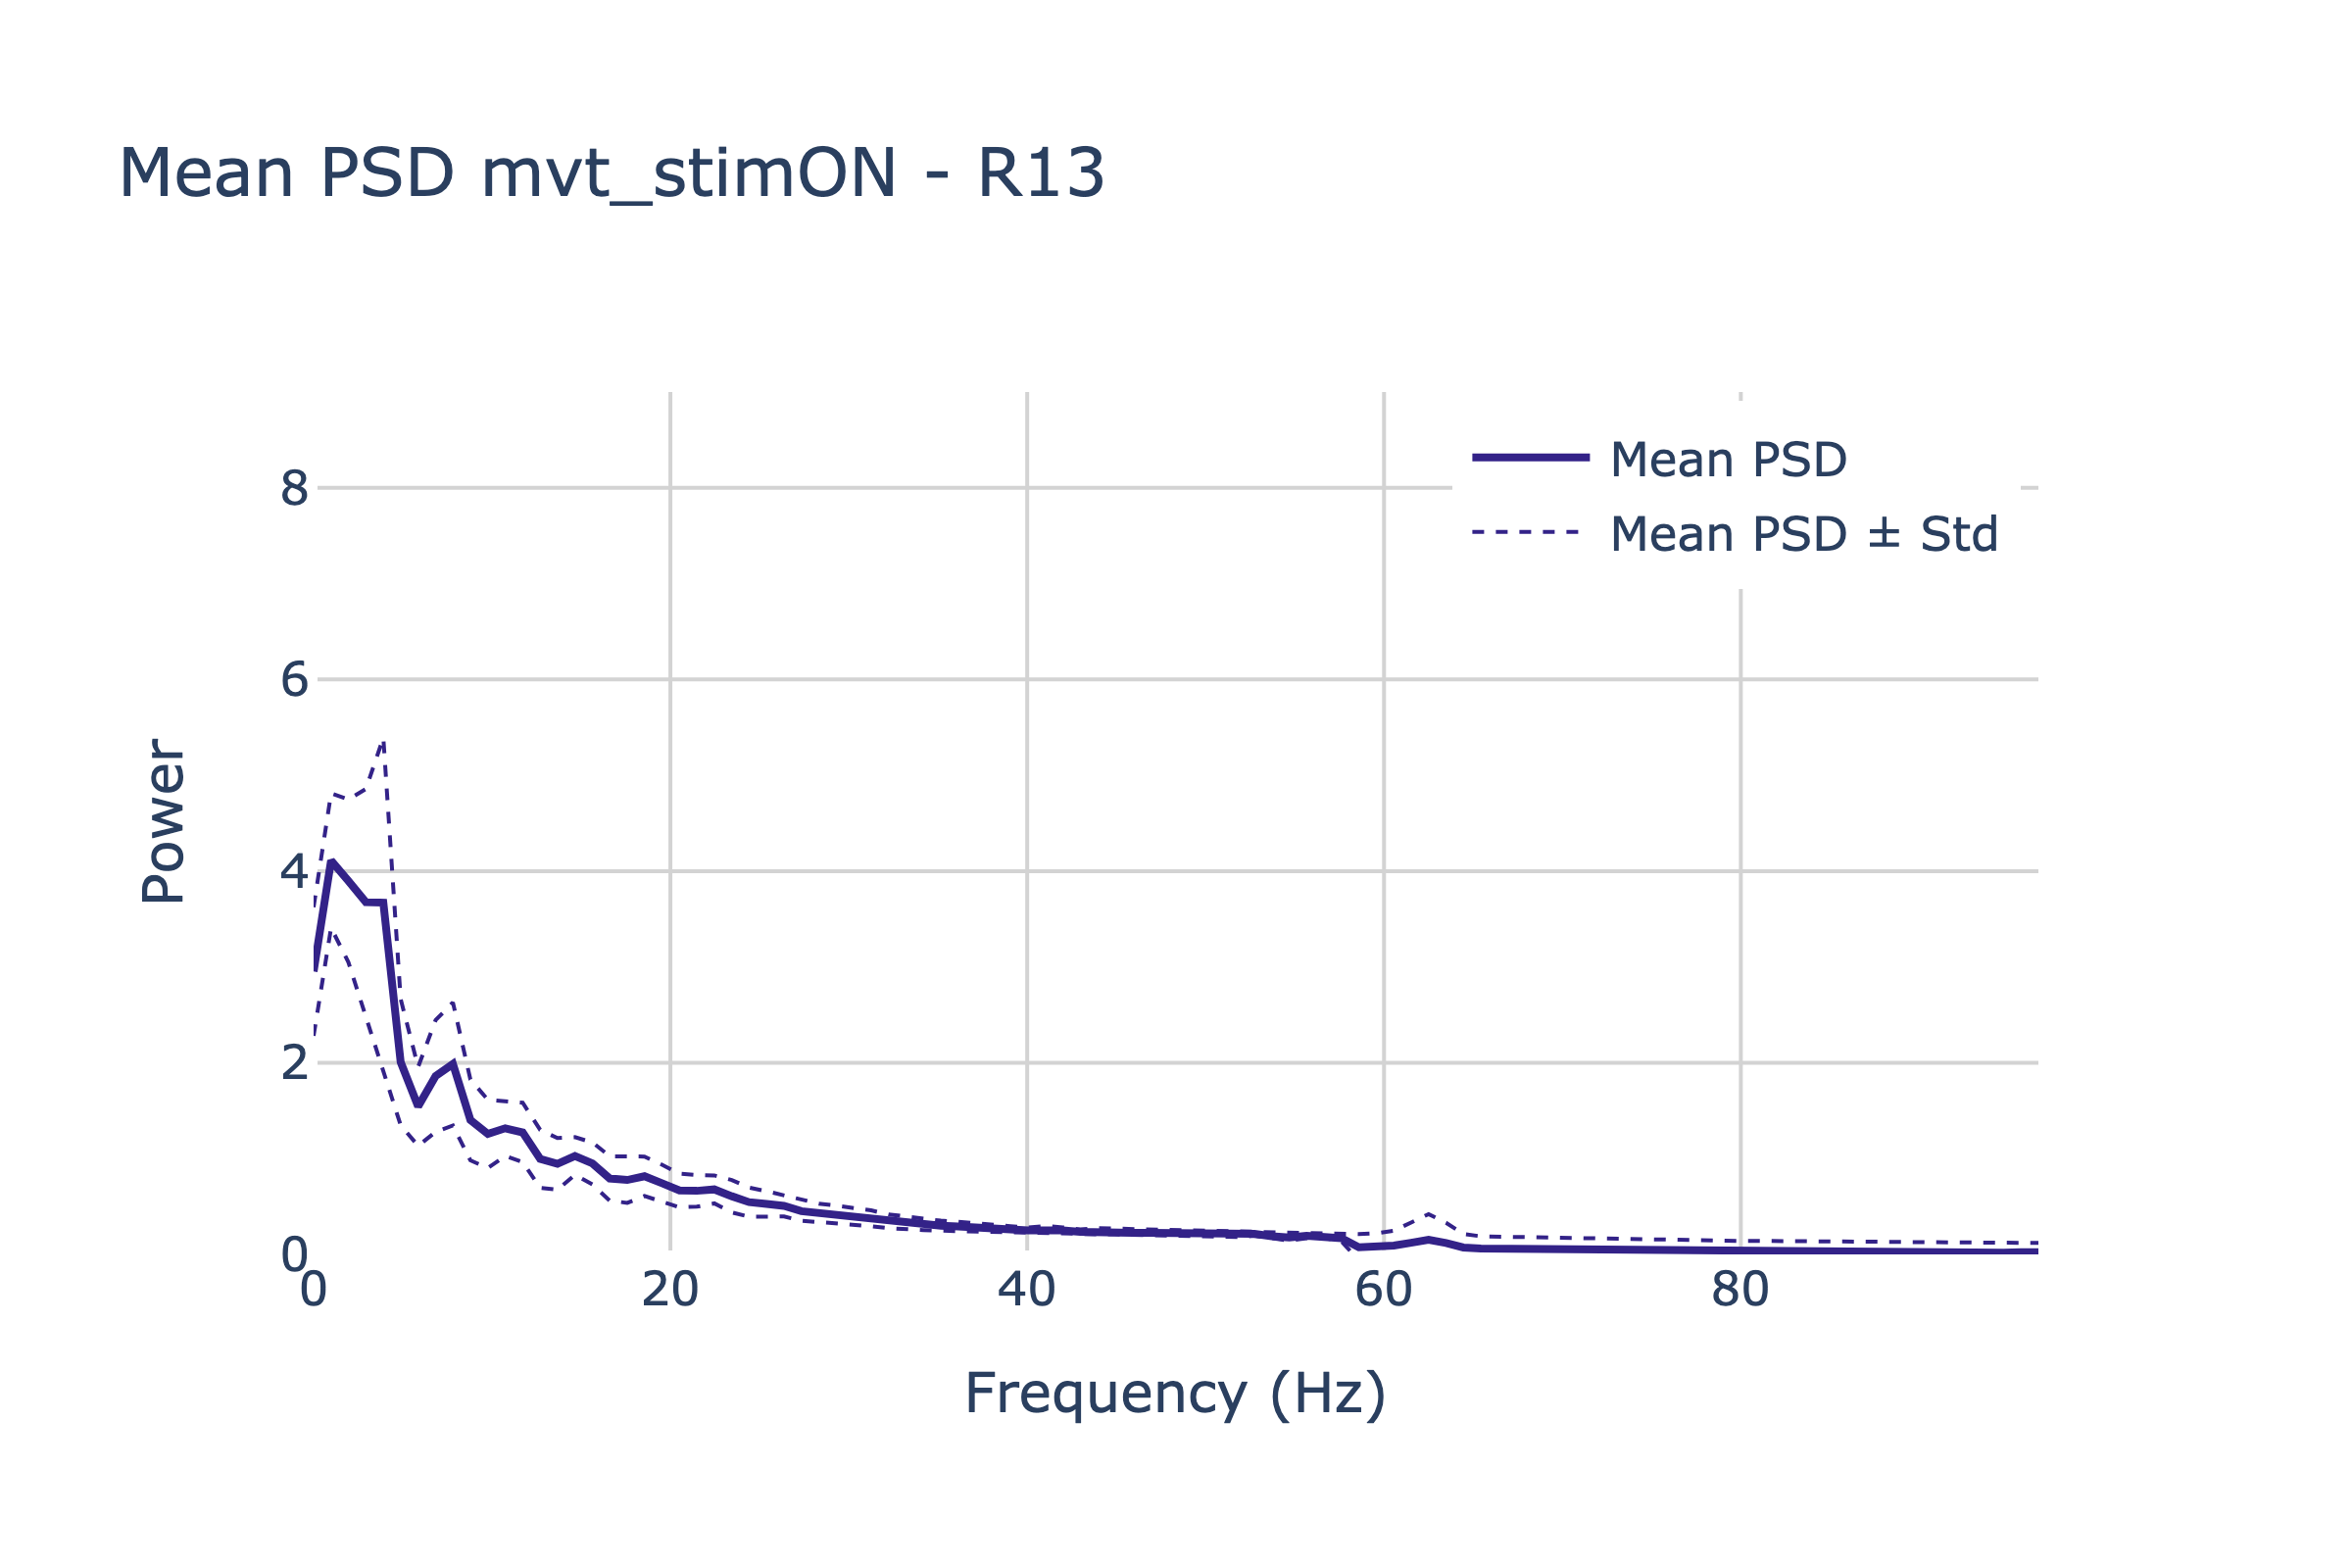 Mean PSD mvt_stimON - R13
Mean PSD
Mean PSD ± Std
8
6
4
2
0
Power
0 20 40 60 80
Frequency (Hz)